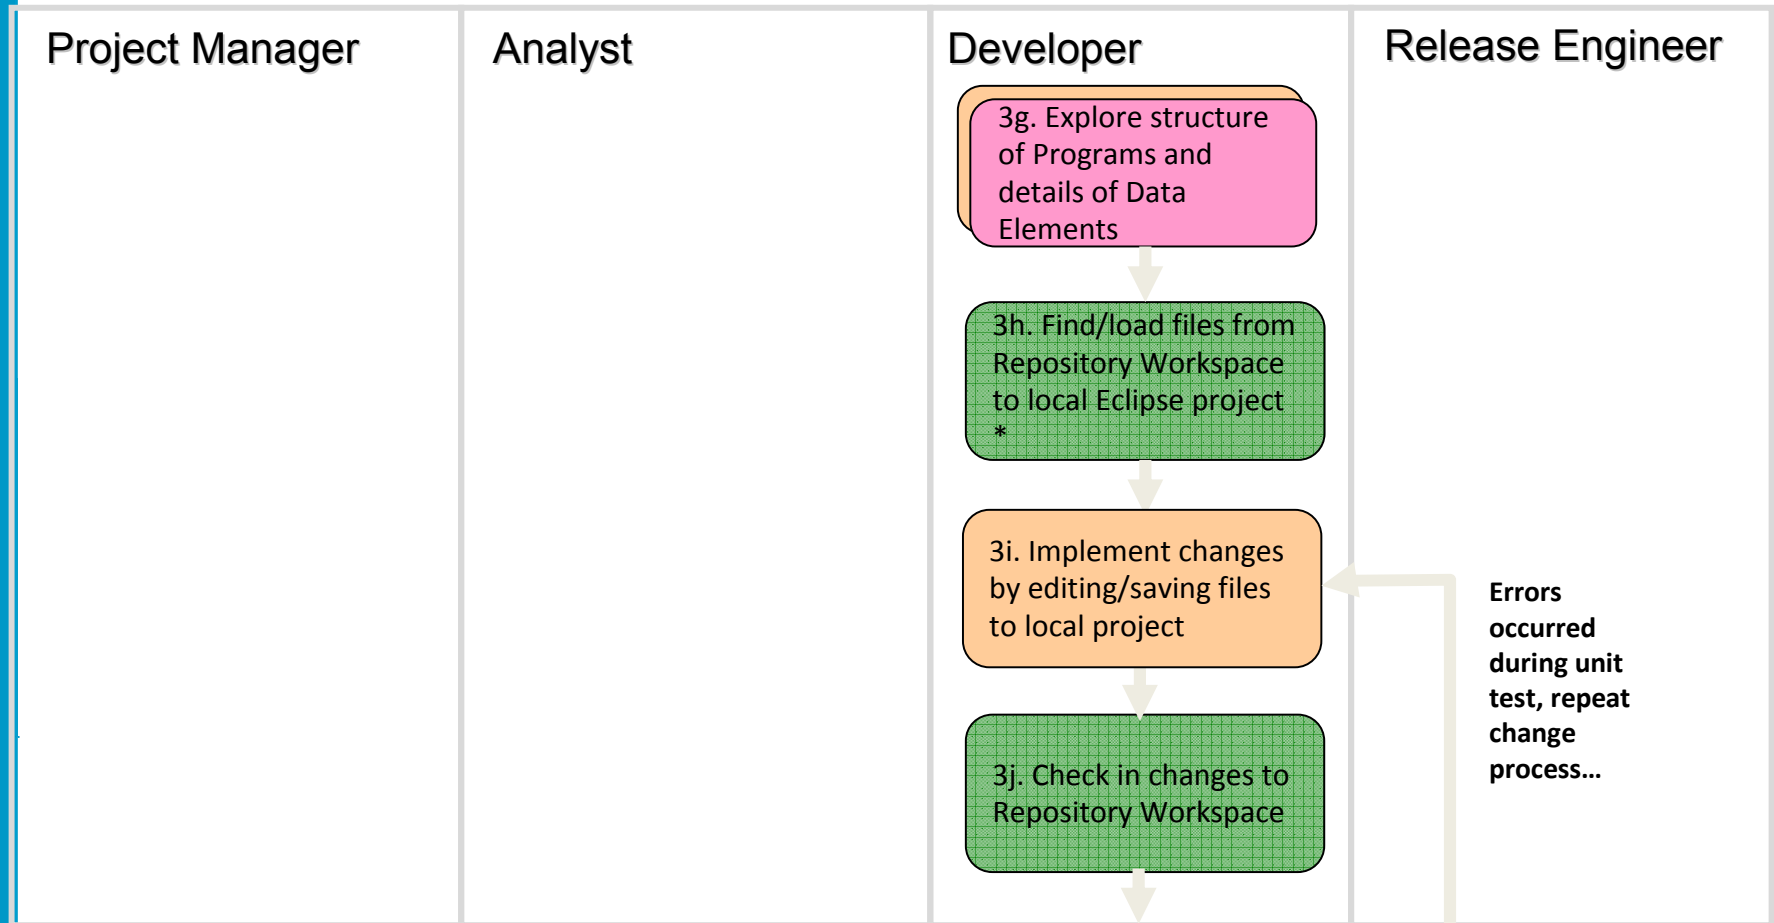 Project Manager
Analyst
Developer
Release Engineer
3g. Explore structure
of Programs and
details of Data
Elements
3h. Find/load files from
Repository Workspace
to local Eclipse project
*
3i. Implement changes
by editing/saving files
to local project
Errors
occurred
during unit
test, repeat
change
process…
3j. Check in changes to
Repository Workspace